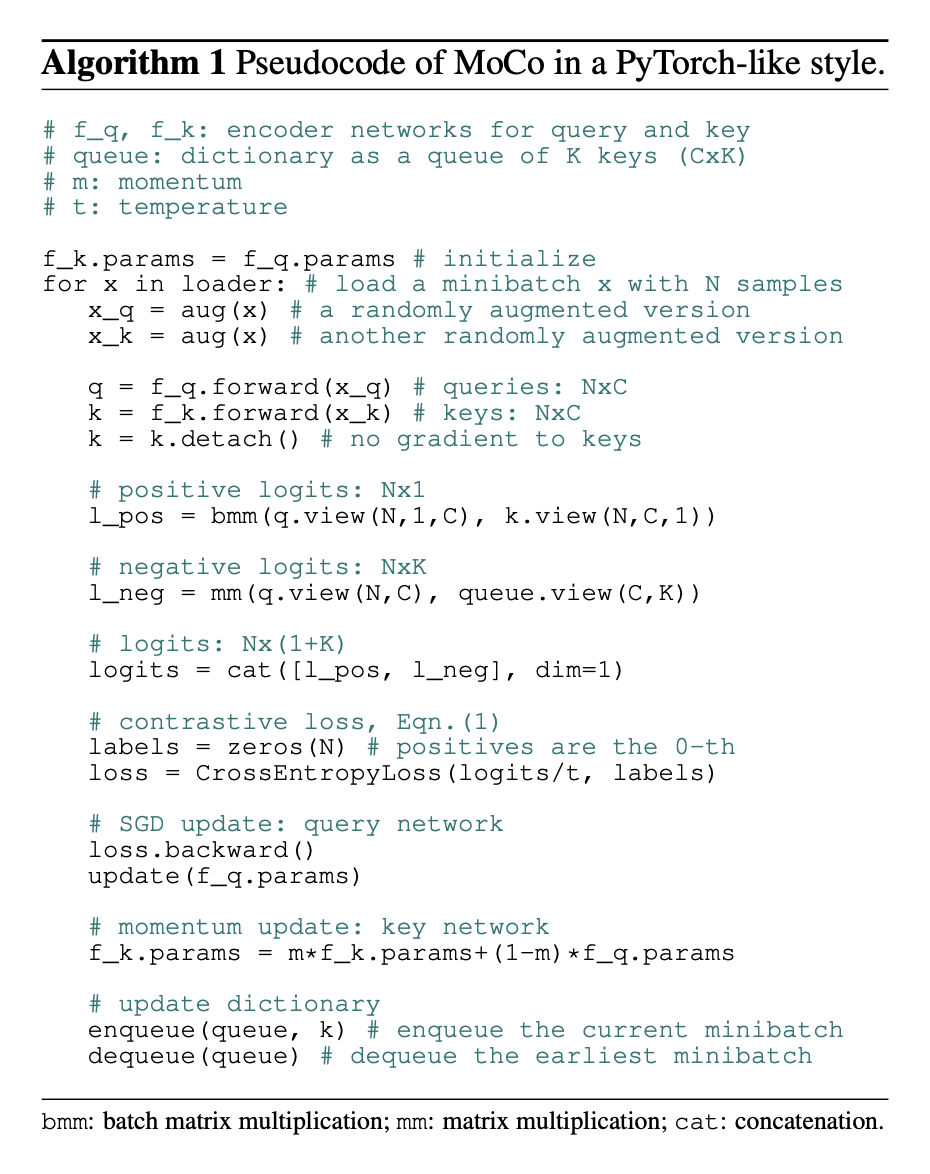 Algorithm 1 Pseudocode of MoCo in a PyTorch-like style.
# f_q, f_k: encoder networks for query and key
# queue: dictionary as a queue of K keys (CxK)
# m: momentum
# t: temperature
f_k.params = f_q.params # initialize
for x in loader: # load a minibatch x with N samples
    x_q = aug(x) # a randomly augmented version
    x_k = aug(x) # another randomly augmented version
    q = f_q.forward(x_q) # queries: NxC
    k = f_k.forward(x_k) # keys: NxC
    k = k.detach() # no gradient to keys
    # positive logits: Nx1
    l_pos = bmm(q.view(N,1,C), k.view(N,C,1))
    # negative logits: NxK
    l_neg = mm(q.view(N,C), queue.view(C,K))
    # logits: Nx(1+K)
    logits = cat([l_pos, l_neg], dim=1)
    # contrastive loss, Eqn.(1)
    labels = zeros(N) # positives are the 0-th
    loss = CrossEntropyLoss(logits/t, labels)
    # SGD update: query network
    loss.backward()
    update(f_q.params)
    # momentum update: key network
    f_k.params = m*f_k.params+(1-m)*f_q.params
    # update dictionary
    enqueue(queue, k) # enqueue the current minibatch
    dequeue(queue) # dequeue the earliest minibatch
bmm: batch matrix multiplication; mm: matrix multiplication; cat: concatenation.